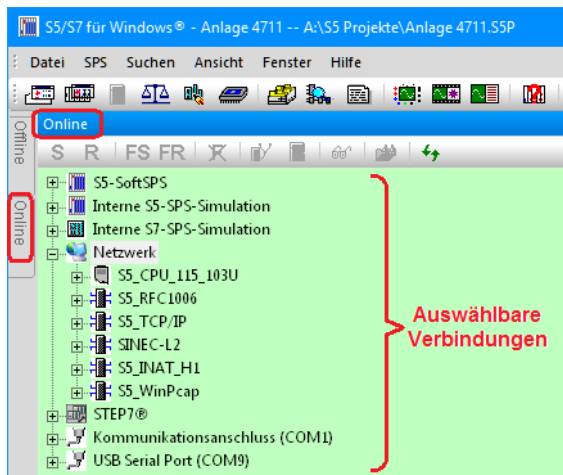 S5/S7 für Windows® - Anlage 4711 -- A:\S5 Projekte\Anlage 4711.S5P
Datei SPS Suchen Ansicht Fenster Hilfe
Offline
Online
Online
S R FS FR
S5-SoftSPS
Interne S5-SPS-Simulation
Interne S7-SPS-Simulation
Netzwerk
S5_CPU_115_103U
S5_RFC1006
S5_TCP/IP
SINEC-L2
S5_INAT_H1
S5_WinPcap
STEP7®
Kommunikationsanschluss (COM1)
USB Serial Port (COM9)
Auswählbare
Verbindungen